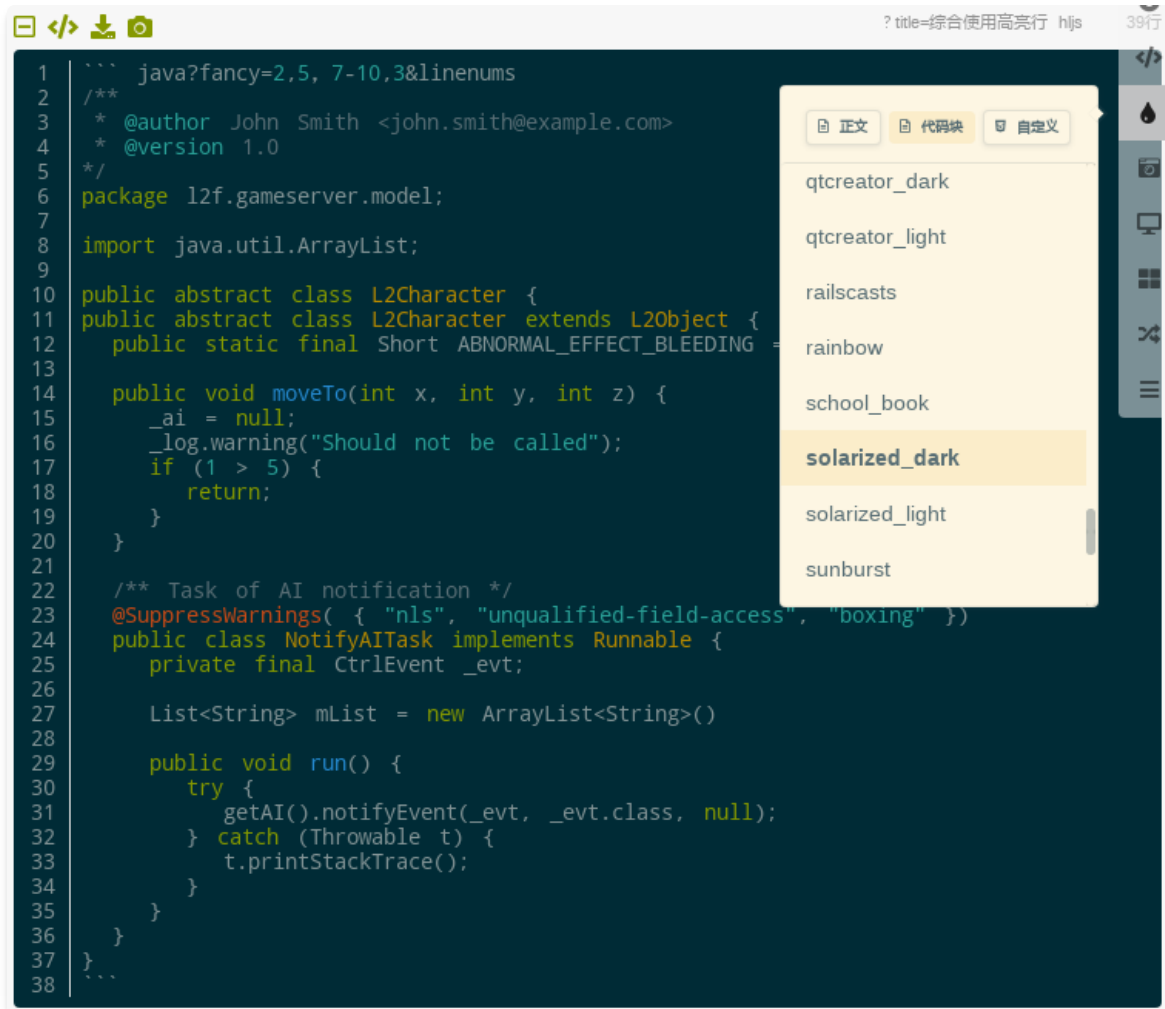 ? title=综合使用高亮行 hljs 39行
1 ``` java?fancy=2,5, 7-10,3&linenums
2 /**
3 * @author John Smith <john.smith@example.com>
4 * @version 1.0
5 */
6 package l2f.gameserver.model;
7
8 import java.util.ArrayList;
9
10 public abstract class L2Character {
11 public abstract class L2Character extends L2Object {
12 public static final Short ABNORMAL_EFFECT_BLEEDING =
13
14 public void moveTo(int x, int y, int z) {
15 _ai = null;
16 _log.warning("Should not be called");
17 if (1 > 5) {
18 return;
19 }
20 }
21
22 /** Task of AI notification */
23 @SuppressWarnings( { "nls", "unqualified-field-access", "boxing" })
24 public class NotifyAITask implements Runnable {
25 private final CtrlEvent _evt;
26
27 List<String> mList = new ArrayList<String>()
28
29 public void run() {
30 try {
31 getAI().notifyEvent(_evt, _evt.class, null);
32 } catch (Throwable t) {
33 t.printStackTrace();
34 }
35 }
36 }
37 }
38 ```
正文 代码块 自定义
qtcreator_dark
qtcreator_light
railscasts
rainbow
school_book
solarized_dark
solarized_light
sunburst